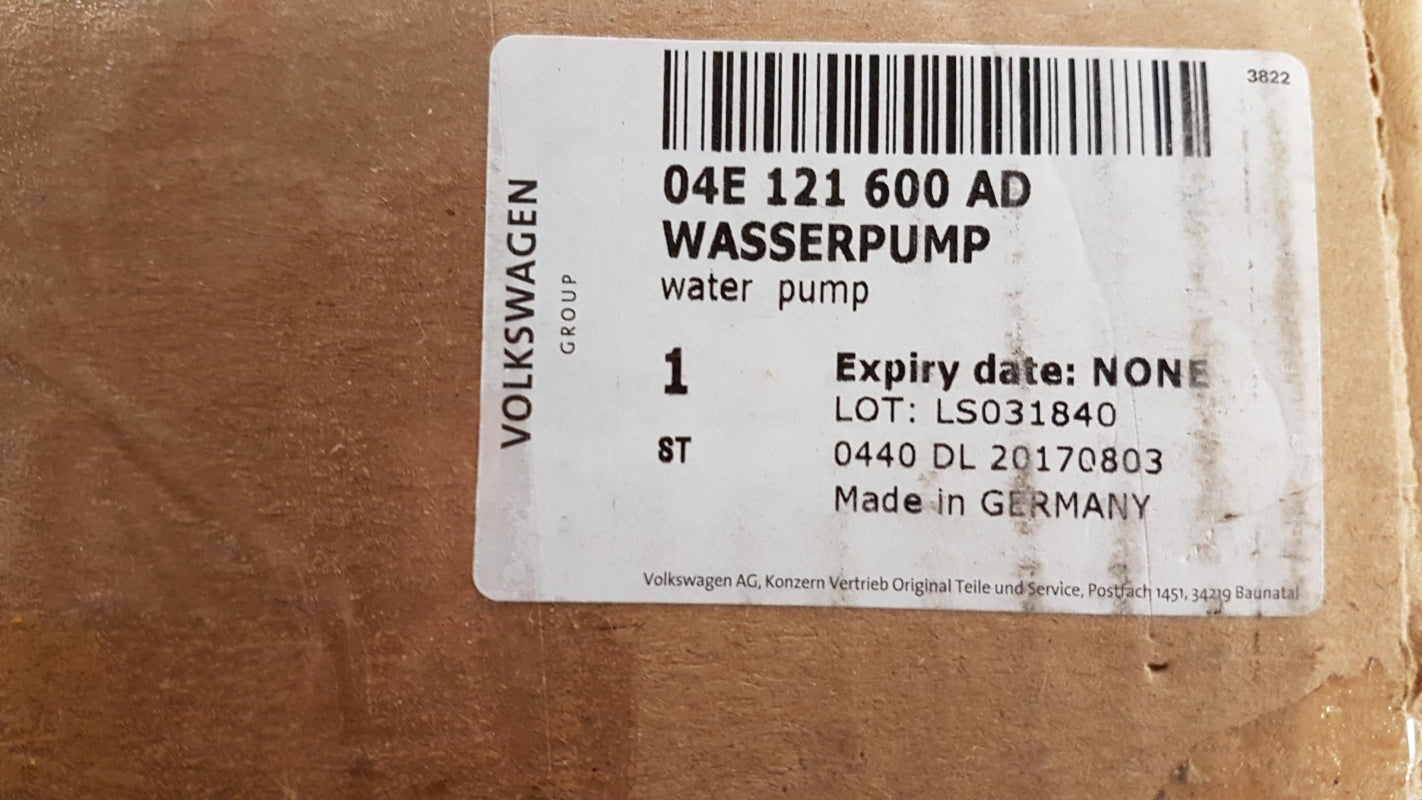 3822
VOLKSWAGEN
GROUP
04E 121 600 AD
WASSERPUMP
water pump
1
ST
Expiry date: NONE
LOT: LS031840
0440 DL 20170803
Made in GERMANY
Volkswagen AG, Konzern Vertrieb Original Teile und Service, Postfach 1451, 34219 Baunatal